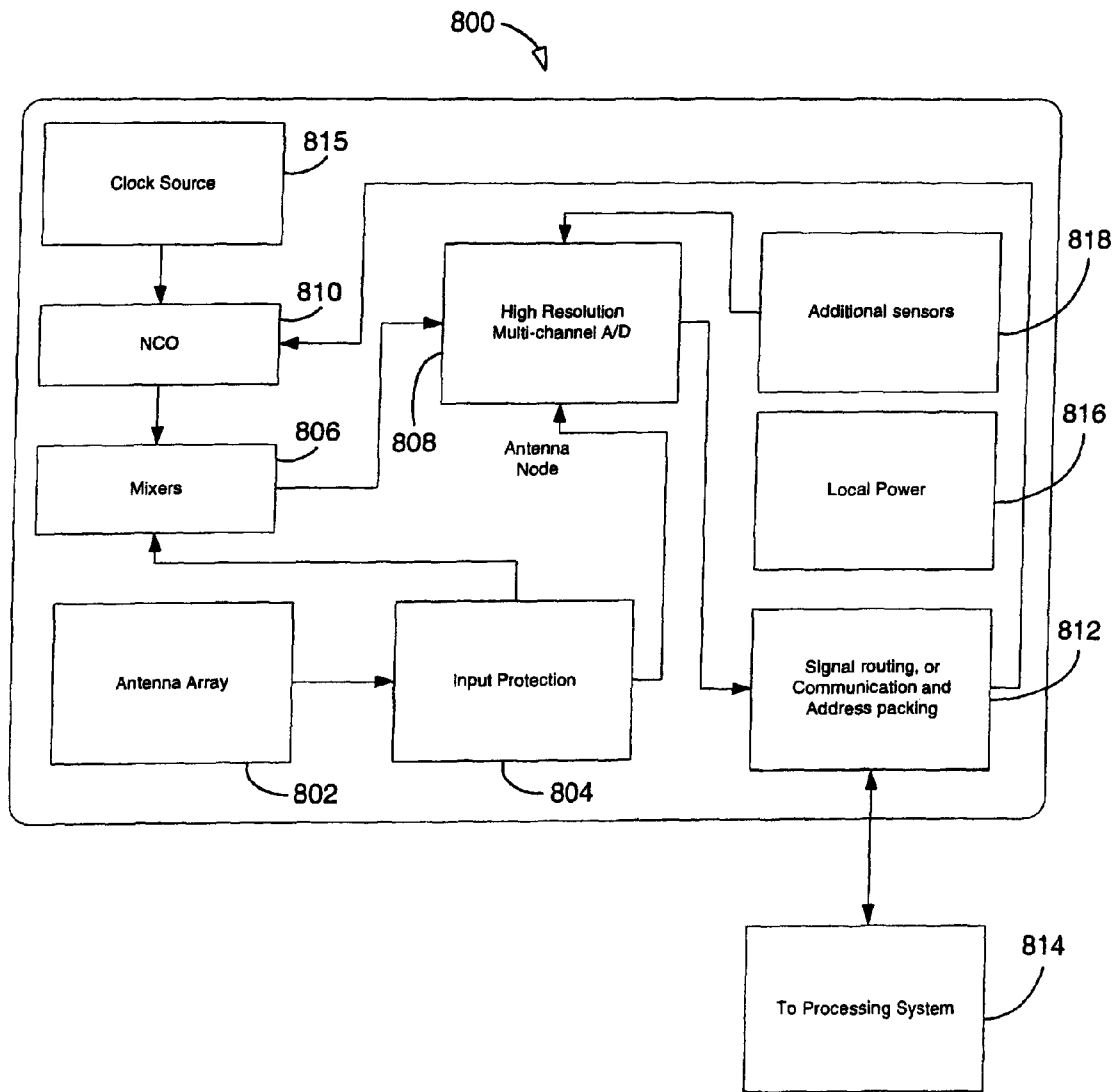 800
Clock Source
815
NCO
810
High Resolution
Multi-channel A/D
808
Additional sensors
818
Mixers
806
Antenna
Node
Local Power
816
Antenna Array
802
Input Protection
804
Signal routing, or
Communication and
Address packing
812
To Processing System
814